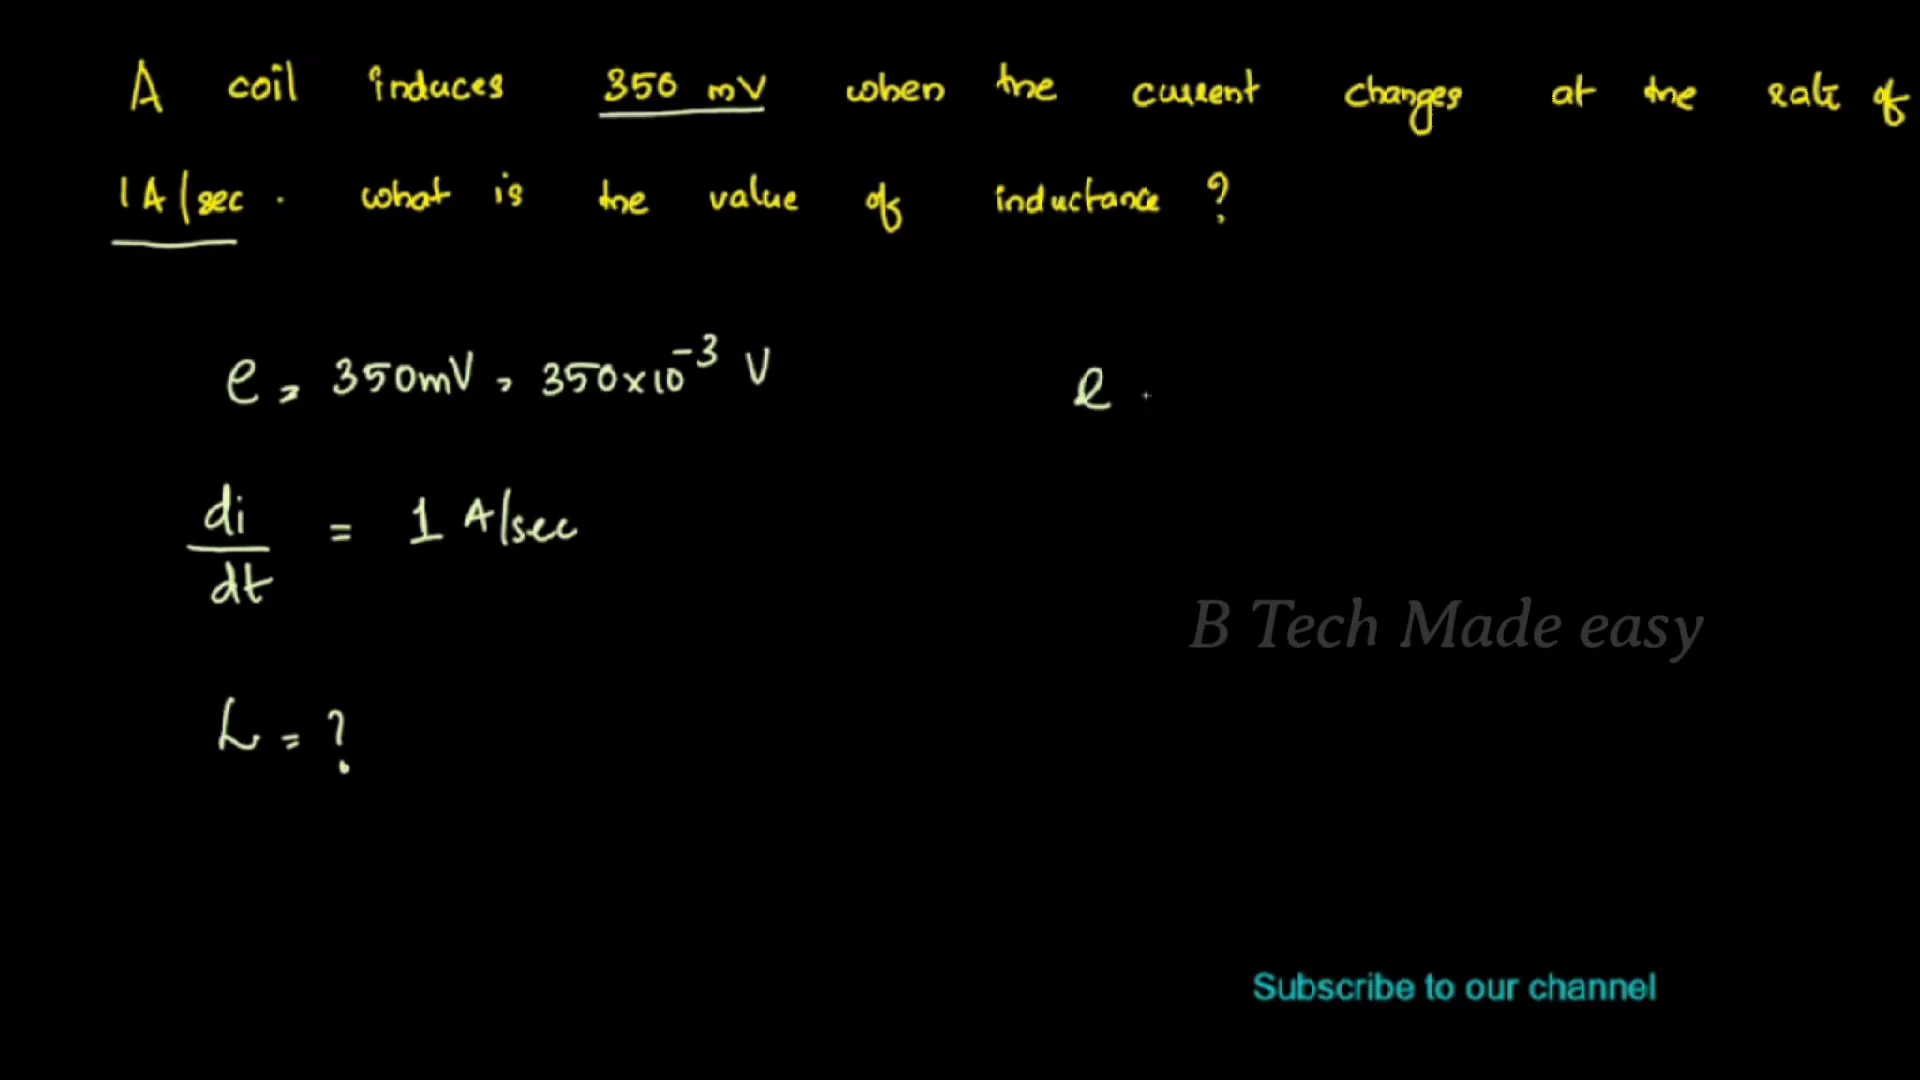 A coil induces 350 mV when the current changes at the rate of
1A/sec. what is the value of inductance ?
e = 350mV = 350×10⁻³ V
e
di/dt = 1 A/sec
L = ?
B Tech Made easy
Subscribe to our channel